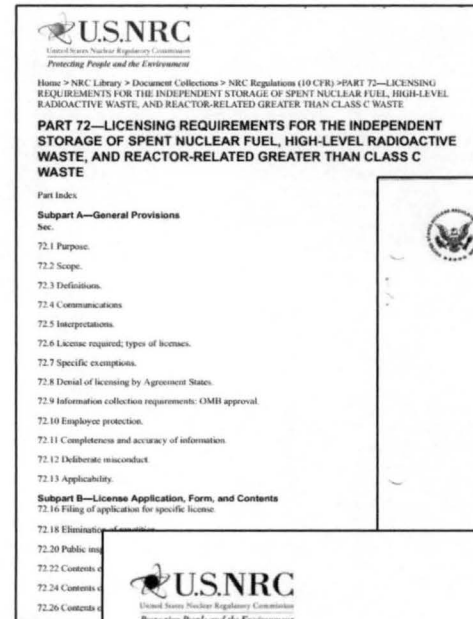 U.S.NRC
United States Nuclear Regulatory Commission
Protecting People and the Environment
Home > NRC Library > Document Collections > NRC Regulations (10 CFR) >PART 72—LICENSING
REQUIREMENTS FOR THE INDEPENDENT STORAGE OF SPENT NUCLEAR FUEL, HIGH-LEVEL
RADIOACTIVE WASTE, AND REACTOR-RELATED GREATER THAN CLASS C WASTE
PART 72—LICENSING REQUIREMENTS FOR THE INDEPENDENT
STORAGE OF SPENT NUCLEAR FUEL, HIGH-LEVEL RADIOACTIVE
WASTE, AND REACTOR-RELATED GREATER THAN CLASS C
WASTE
Part Index
Subpart A—General Provisions
Sec.
72.1 Purpose.
72.2 Scope.
72.3 Definitions.
72.4 Communications
72.5 Interpretations.
72.6 License required; types of licenses.
72.7 Specific exemptions.
72.8 Denial of licensing by Agreement States.
72.9 Information collection requirements: OMB approval.
72.10 Employee protection.
72.11 Completeness and accuracy of information.
72.12 Deliberate misconduct.
72.13 Applicability.
Subpart B—License Application, Form, and Contents
72.16 Filing of application for specific license.
72.18 Elimination of
72.20 Public
72.22 Contents
72.24 Contents
72.26 Contents
U.S.NRC
United States Nuclear Regulatory Commission